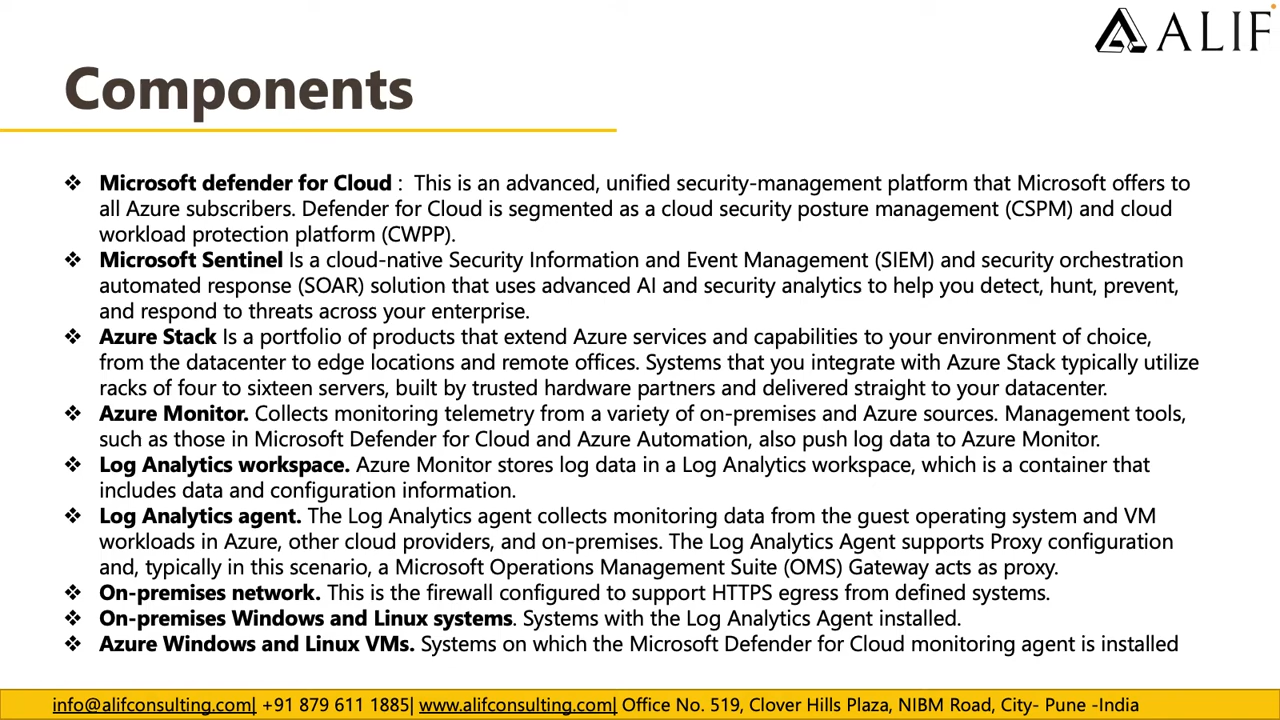 ALIF
Components
❖ Microsoft defender for Cloud : This is an advanced, unified security-management platform that Microsoft offers to
all Azure subscribers. Defender for Cloud is segmented as a cloud security posture management (CSPM) and cloud
workload protection platform (CWPP).
❖ Microsoft Sentinel Is a cloud-native Security Information and Event Management (SIEM) and security orchestration
automated response (SOAR) solution that uses advanced AI and security analytics to help you detect, hunt, prevent,
and respond to threats across your enterprise.
❖ Azure Stack Is a portfolio of products that extend Azure services and capabilities to your environment of choice,
from the datacenter to edge locations and remote offices. Systems that you integrate with Azure Stack typically utilize
racks of four to sixteen servers, built by trusted hardware partners and delivered straight to your datacenter.
❖ Azure Monitor. Collects monitoring telemetry from a variety of on-premises and Azure sources. Management tools,
such as those in Microsoft Defender for Cloud and Azure Automation, also push log data to Azure Monitor.
❖ Log Analytics workspace. Azure Monitor stores log data in a Log Analytics workspace, which is a container that
includes data and configuration information.
❖ Log Analytics agent. The Log Analytics agent collects monitoring data from the guest operating system and VM
workloads in Azure, other cloud providers, and on-premises. The Log Analytics Agent supports Proxy configuration
and, typically in this scenario, a Microsoft Operations Management Suite (OMS) Gateway acts as proxy.
❖ On-premises network. This is the firewall configured to support HTTPS egress from defined systems.
❖ On-premises Windows and Linux systems. Systems with the Log Analytics Agent installed.
❖ Azure Windows and Linux VMs. Systems on which the Microsoft Defender for Cloud monitoring agent is installed
info@alifconsulting.com| +91 879 611 1885| www.alifconsulting.com| Office No. 519, Clover Hills Plaza, NIBM Road, City- Pune -India